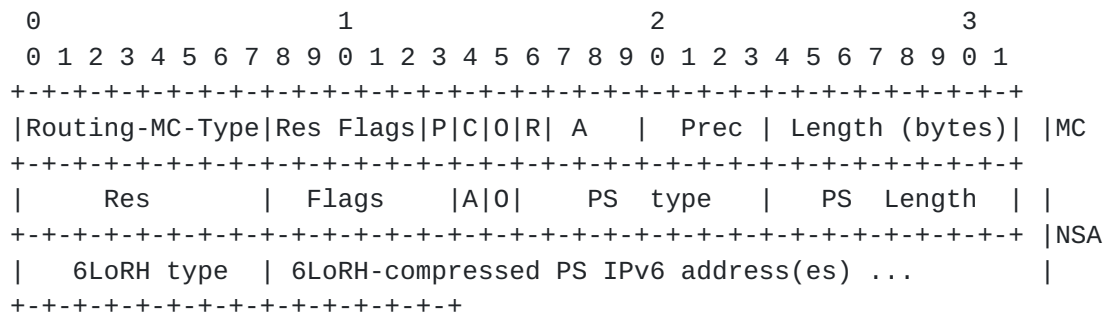 0                   1                   2                   3
 0 1 2 3 4 5 6 7 8 9 0 1 2 3 4 5 6 7 8 9 0 1 2 3 4 5 6 7 8 9 0 1
+-+-+-+-+-+-+-+-+-+-+-+-+-+-+-+-+-+-+-+-+-+-+-+-+-+-+-+-+-+-+-+-+
|Routing-MC-Type|Res Flags|P|C|O|R| A   |  Prec | Length (bytes)| |MC
+-+-+-+-+-+-+-+-+-+-+-+-+-+-+-+-+-+-+-+-+-+-+-+-+-+-+-+-+-+-+-+-+
|     Res       |  Flags    |A|O|    PS  type   |   PS  Length  | |
+-+-+-+-+-+-+-+-+-+-+-+-+-+-+-+-+-+-+-+-+-+-+-+-+-+-+-+-+-+-+-+-+ |NSA
|   6LoRH type  | 6LoRH-compressed PS IPv6 address(es) ...        |
+-+-+-+-+-+-+-+-+-+-+-+-+-+-+